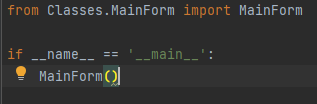 from Classes.MainForm import MainForm
if __name__ == '__main__':
    MainForm()